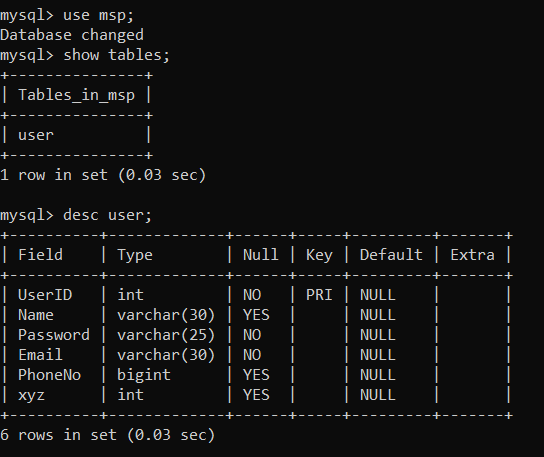 mysql> use msp;
Database changed
mysql> show tables;
+---------------+
| Tables_in_msp |
+---------------+
| user          |
+---------------+
1 row in set (0.03 sec)

mysql> desc user;
+----------+-------------+------+-----+---------+-------+
| Field    | Type        | Null | Key | Default | Extra |
+----------+-------------+------+-----+---------+-------+
| UserID   | int         | NO   | PRI | NULL    |       |
| Name     | varchar(30) | YES  |     | NULL    |       |
| Password | varchar(25) | NO   |     | NULL    |       |
| Email    | varchar(30) | NO   |     | NULL    |       |
| PhoneNo  | bigint      | YES  |     | NULL    |       |
| xyz      | int         | YES  |     | NULL    |       |
+----------+-------------+------+-----+---------+-------+
6 rows in set (0.03 sec)